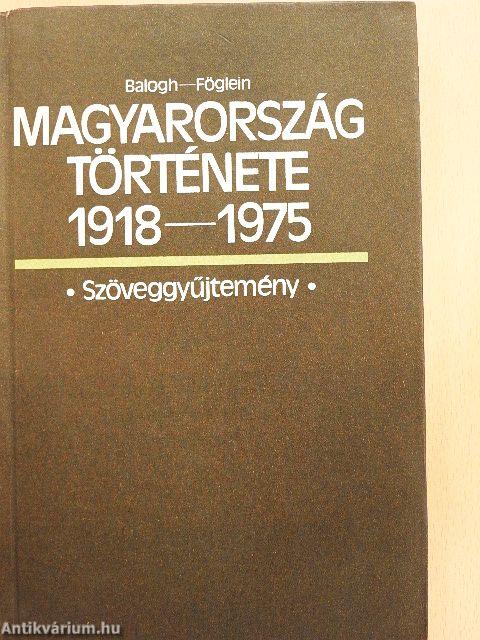 Balogh—Föglein
MAGYARORSZÁG
TÖRTÉNETE
1918—1975
• Szöveggyűjtemény •
Antikvárium.hu